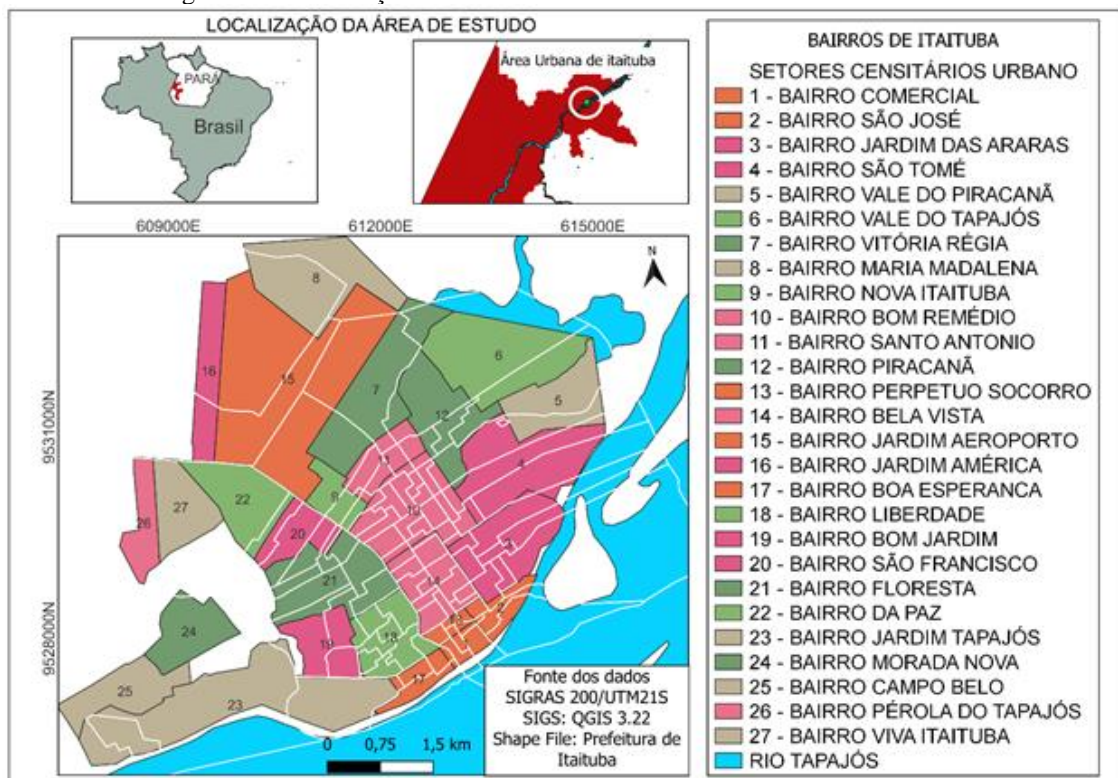 LOCALIZAÇÃO DA ÁREA DE ESTUDO
PARÁ
Brasil
Área Urbana de itaituba
609000E
612000E
615000E
9531000N
9528000N
N
8
16
15
7
6
12
5
11
4
9
22
27
26
10
20
3
21
14
24
19
18
2
13
1
17
25
23
0 0,75 1,5 km
Fonte dos dados
SIGRAS 200/UTM21S
SIGS: QGIS 3.22
Shape File: Prefeitura de
Itaituba
BAIRROS DE ITAITUBA
SETORES CENSITÁRIOS URBANO
1 - BAIRRO COMERCIAL
2 - BAIRRO SÃO JOSÉ
3 - BAIRRO JARDIM DAS ARARAS
4 - BAIRRO SÃO TOMÉ
5 - BAIRRO VALE DO PIRACANÃ
6 - BAIRRO VALE DO TAPAJÓS
7 - BAIRRO VITÓRIA RÉGIA
8 - BAIRRO MARIA MADALENA
9 - BAIRRO NOVA ITAITUBA
10 - BAIRRO BOM REMÉDIO
11 - BAIRRO SANTO ANTONIO
12 - BAIRRO PIRACANÃ
13 - BAIRRO PERPETUO SOCORRO
14 - BAIRRO BELA VISTA
15 - BAIRRO JARDIM AEROPORTO
16 - BAIRRO JARDIM AMÉRICA
17 - BAIRRO BOA ESPERANCA
18 - BAIRRO LIBERDADE
19 - BAIRRO BOM JARDIM
20 - BAIRRO SÃO FRANCISCO
21 - BAIRRO FLORESTA
22 - BAIRRO DA PAZ
23 - BAIRRO JARDIM TAPAJÓS
24 - BAIRRO MORADA NOVA
25 - BAIRRO CAMPO BELO
26 - BAIRRO PÉROLA DO TAPAJÓS
27 - BAIRRO VIVA ITAITUBA
RIO TAPAJÓS